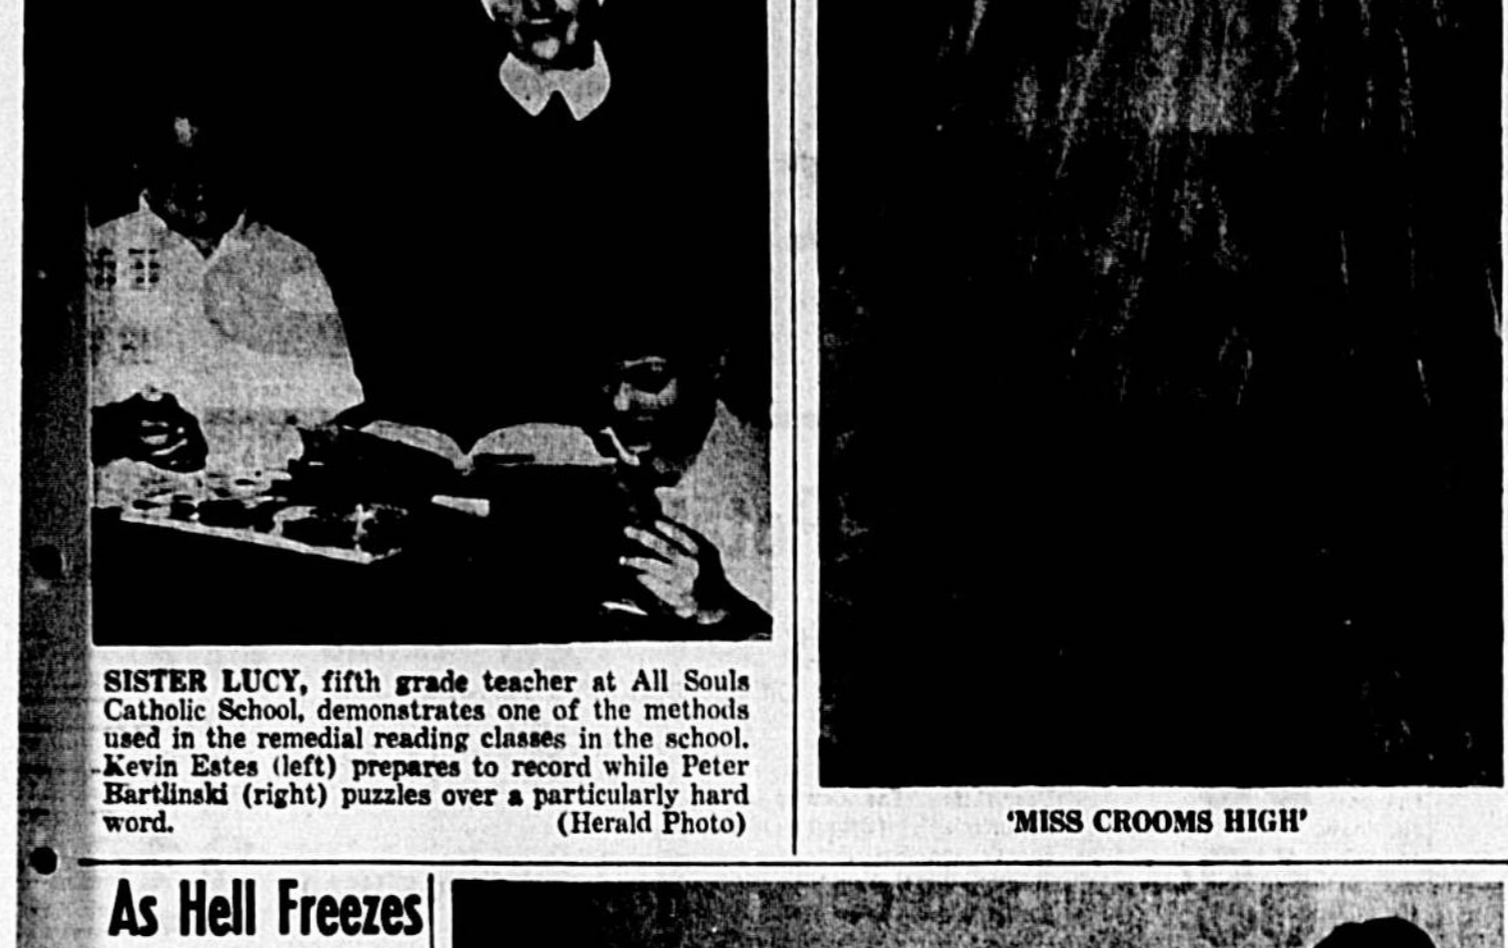 SISTER LUCY, fifth grade teacher at All Souls
Catholic School, demonstrates one of the methods
used in the remedial reading classes in the school.
Kevin Estes (left) prepares to record while Peter
Bartlinski (right) puzzles over a particularly hard
word. (Herald Photo)
'MISS CROOMS HIGH'
As Hell Freezes